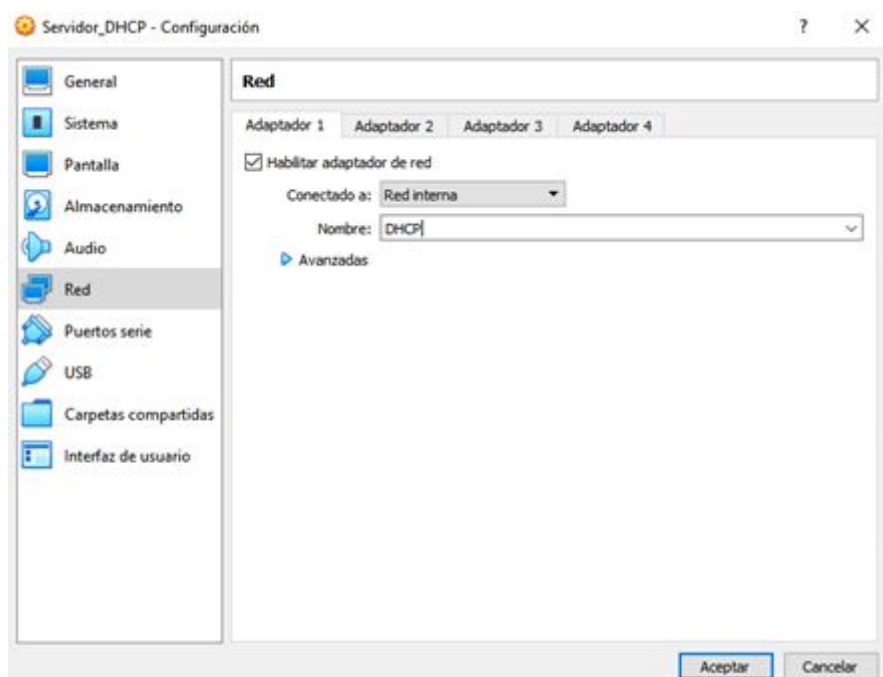 Servidor_DHCP - Configuración ? ×
General
Sistema
Pantalla
Almacenamiento
Audio
Red
Puertos serie
USB
Carpetas compartidas
Interfaz de usuario
Red
Adaptador 1 Adaptador 2 Adaptador 3 Adaptador 4
Habilitar adaptador de red
Conectado a: Red interna
Nombre: DHCP
Avanzadas
Aceptar Cancelar